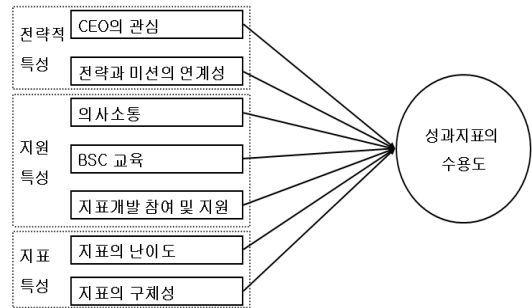 전략적
특성
CEO의 관심
전략과 미션의 연계성
지원
특성
의사소통
BSC 교육
지표개발 참여 및 지원
지표
특성
지표의 난이도
지표의 구체성
성과지표의
수용도